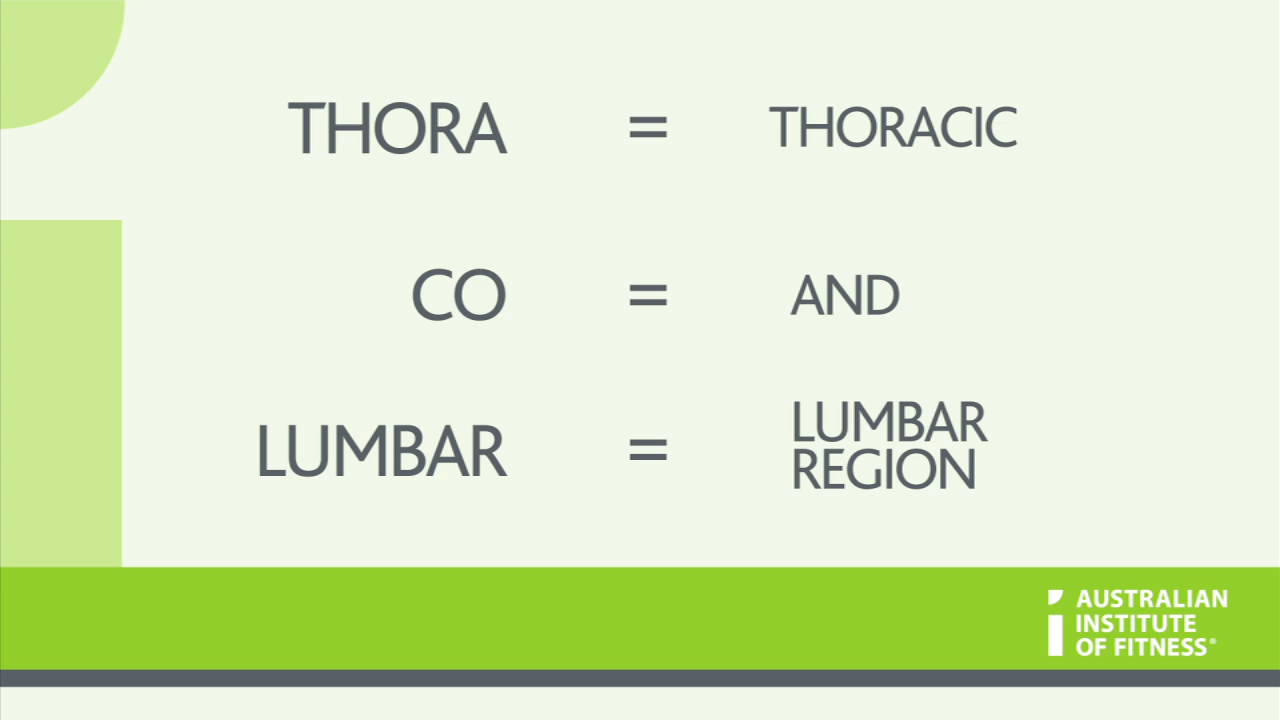 THORA = THORACIC
CO = AND
LUMBAR = LUMBAR
REGION
AUSTRALIAN
INSTITUTE
OF FITNESS®